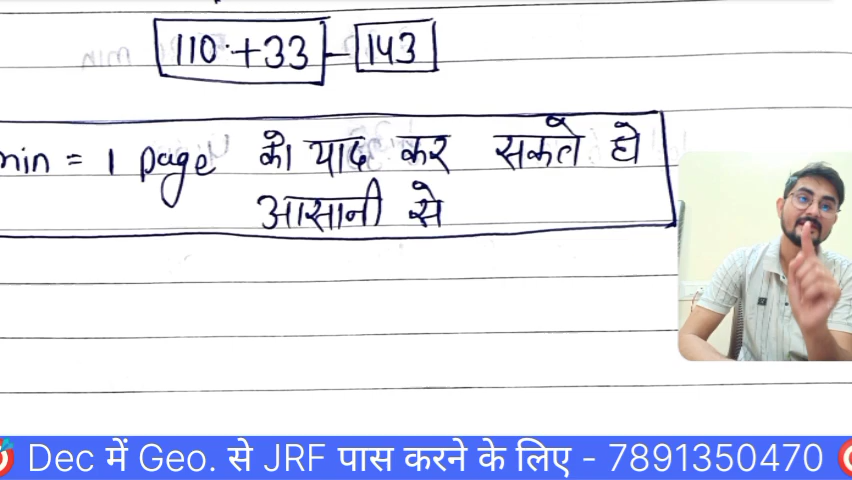 110 + 33 - 143
min = 1 page को याद कर सकते हो
आसानी से
Dec में Geo. से JRF पास करने के लिए - 7891350470